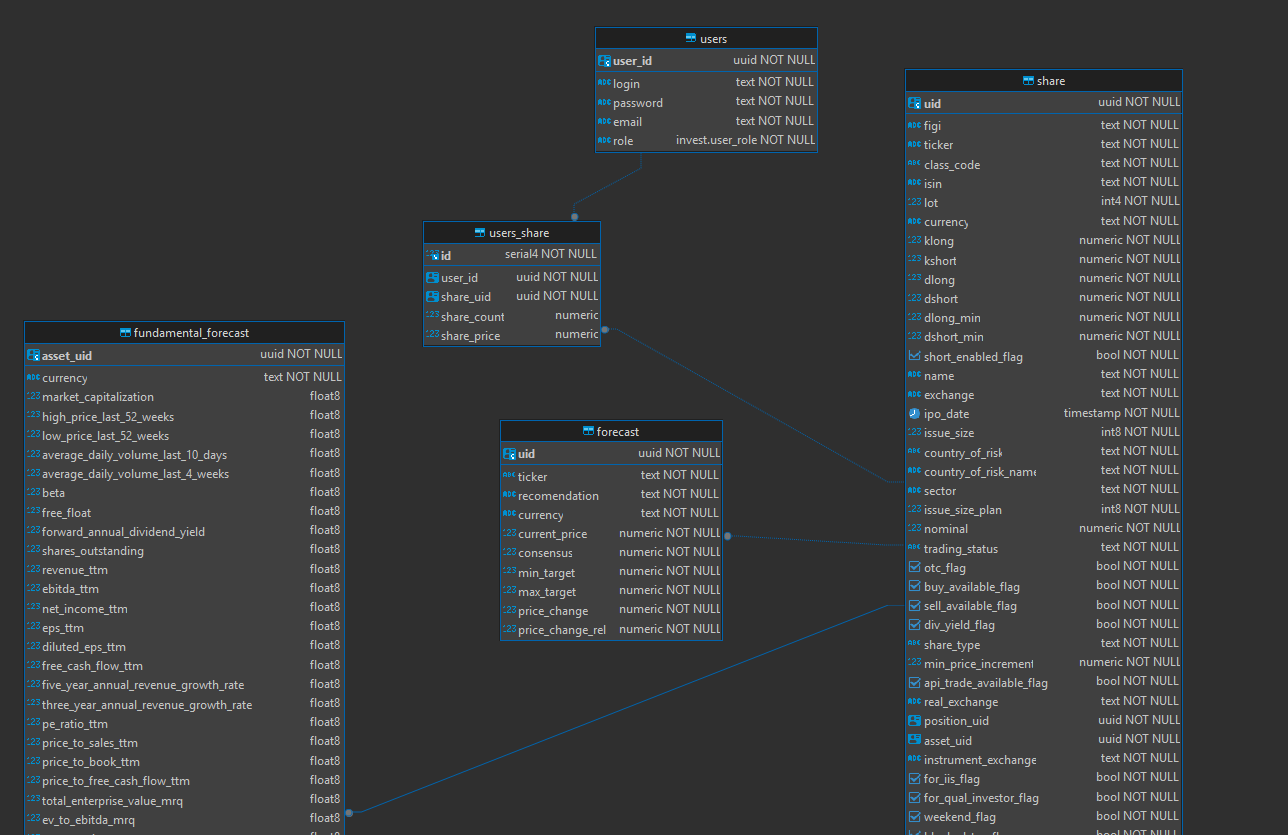 users
user_id uuid NOT NULL
login text NOT NULL
password text NOT NULL
email text NOT NULL
role invest.user_role NOT NULL
share
uid uuid NOT NULL
figi text NOT NULL
ticker text NOT NULL
class_code text NOT NULL
isin text NOT NULL
lot int4 NOT NULL
currency text NOT NULL
klong numeric NOT NULL
kshort numeric NOT NULL
dlong numeric NOT NULL
dshort numeric NOT NULL
dlong_min numeric NOT NULL
dshort_min numeric NOT NULL
short_enabled_flag bool NOT NULL
name text NOT NULL
exchange text NOT NULL
ipo_date timestamp NOT NULL
issue_size int8 NOT NULL
country_of_risk text NOT NULL
country_of_risk_name text NOT NULL
sector text NOT NULL
issue_size_plan int8 NOT NULL
nominal numeric NOT NULL
trading_status text NOT NULL
otc_flag bool NOT NULL
buy_available_flag bool NOT NULL
sell_available_flag bool NOT NULL
div_yield_flag bool NOT NULL
share_type text NOT NULL
min_price_increment numeric NOT NULL
api_trade_available_flag bool NOT NULL
real_exchange text NOT NULL
position_uid uuid NOT NULL
asset_uid uuid NOT NULL
instrument_exchange text NOT NULL
for_iis_flag bool NOT NULL
for_qual_investor_flag bool NOT NULL
weekend_flag bool NOT NULL
users_share
id serial4 NOT NULL
user_id uuid NOT NULL
share_uid uuid NOT NULL
share_count numeric
share_price numeric
fundamental_forecast
asset_uid uuid NOT NULL
currency text NOT NULL
market_capitalization float8
high_price_last_52_weeks float8
low_price_last_52_weeks float8
average_daily_volume_last_10_days float8
average_daily_volume_last_4_weeks float8
beta float8
free_float float8
forward_annual_dividend_yield float8
shares_outstanding float8
revenue_ttm float8
ebitda_ttm float8
net_income_ttm float8
eps_ttm float8
diluted_eps_ttm float8
free_cash_flow_ttm float8
five_year_annual_revenue_growth_rate float8
three_year_annual_revenue_growth_rate float8
pe_ratio_ttm float8
price_to_sales_ttm float8
price_to_book_ttm float8
price_to_free_cash_flow_ttm float8
total_enterprise_value_mrq float8
ev_to_ebitda_mrq float8
forecast
uid uuid NOT NULL
ticker text NOT NULL
recomendation text NOT NULL
currency text NOT NULL
current_price numeric NOT NULL
consensus numeric NOT NULL
min_target numeric NOT NULL
max_target numeric NOT NULL
price_change numeric NOT NULL
price_change_rel numeric NOT NULL